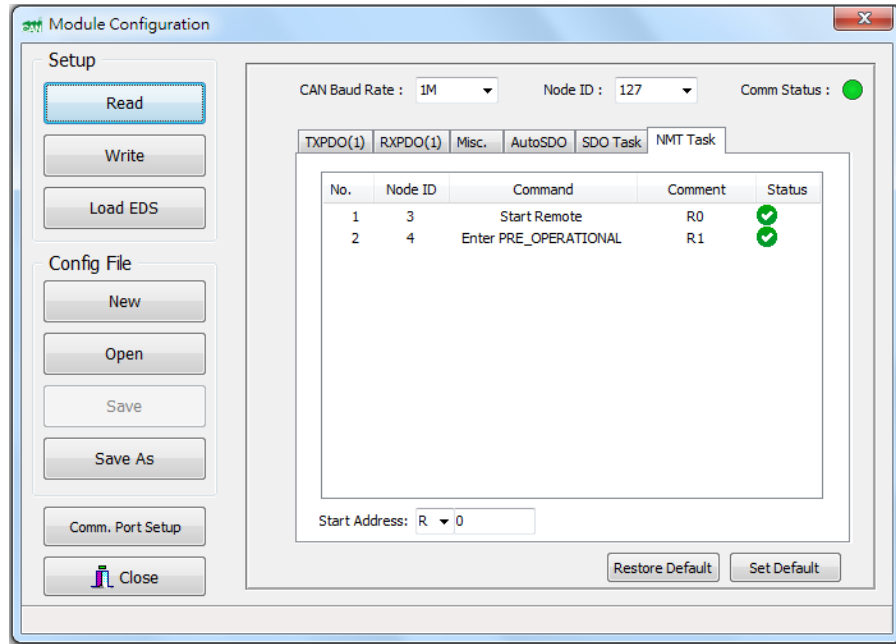 Module Configuration
Setup
Read
Write
Load EDS
Config File
New
Open
Save
Save As
Comm. Port Setup
Close
CAN Baud Rate : 1M Node ID : 127 Comm Status :
TXPDO(1) RXPDO(1) Misc. AutoSDO SDO Task NMT Task
No. Node ID Command Comment Status
1 3 Start Remote R0
2 4 Enter PRE_OPERATIONAL R1
Start Address: R 0
Restore Default Set Default